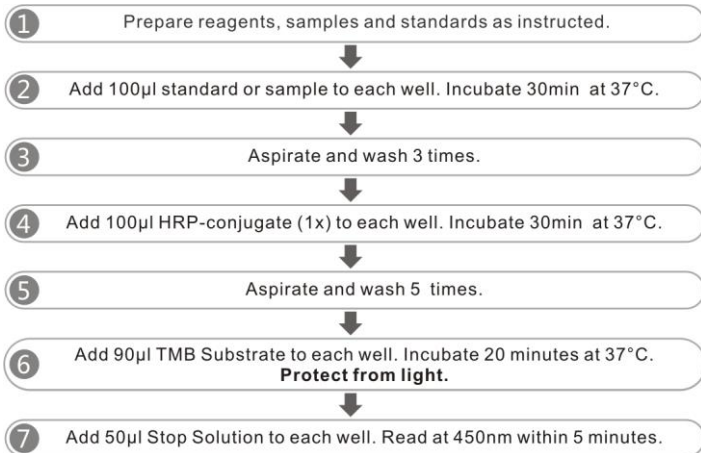 1 Prepare reagents, samples and standards as instructed.
2 Add 100µl standard or sample to each well. Incubate 30min at 37°C.
3 Aspirate and wash 3 times.
4 Add 100µl HRP-conjugate (1x) to each well. Incubate 30min at 37°C.
5 Aspirate and wash 5 times.
6 Add 90µl TMB Substrate to each well. Incubate 20 minutes at 37°C.
Protect from light.
7 Add 50µl Stop Solution to each well. Read at 450nm within 5 minutes.